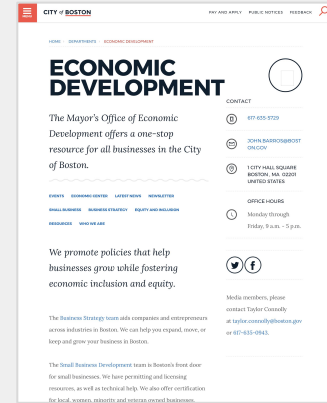 MENU
CITY of BOSTON
PAY AND APPLY PUBLIC NOTICES FEEDBACK
HOME › DEPARTMENTS › ECONOMIC DEVELOPMENT
ECONOMIC
DEVELOPMENT
The Mayor's Office of Economic
Development offers a one-stop
resource for all businesses in the City
of Boston.
EVENTS ECONOMIC CENTER LATEST NEWS NEWSLETTER
SMALL BUSINESS BUSINESS STRATEGY EQUITY AND INCLUSION
RESOURCES WHO WE ARE
We promote policies that help
businesses grow while fostering
economic inclusion and equity.
The Business Strategy team aids companies and entrepreneurs
across industries in Boston. We can help you expand, move, or
keep and grow your business in Boston.
The Small Business Development team is Boston's front door
for small businesses. We have permitting and licensing
resources, as well as technical help. We also offer certification
for local, women, minority and veteran owned businesses.
CONTACT
617-635-5729
JOHN.BARROS@BOST
ON.GOV
1 CITY HALL SQUARE
BOSTON, MA 02201
UNITED STATES
OFFICE HOURS
Monday through
Friday, 9 a.m. - 5 p.m.
Media members, please
contact Taylor Connolly
at taylor.connolly@boston.gov
or 617-635-0943.